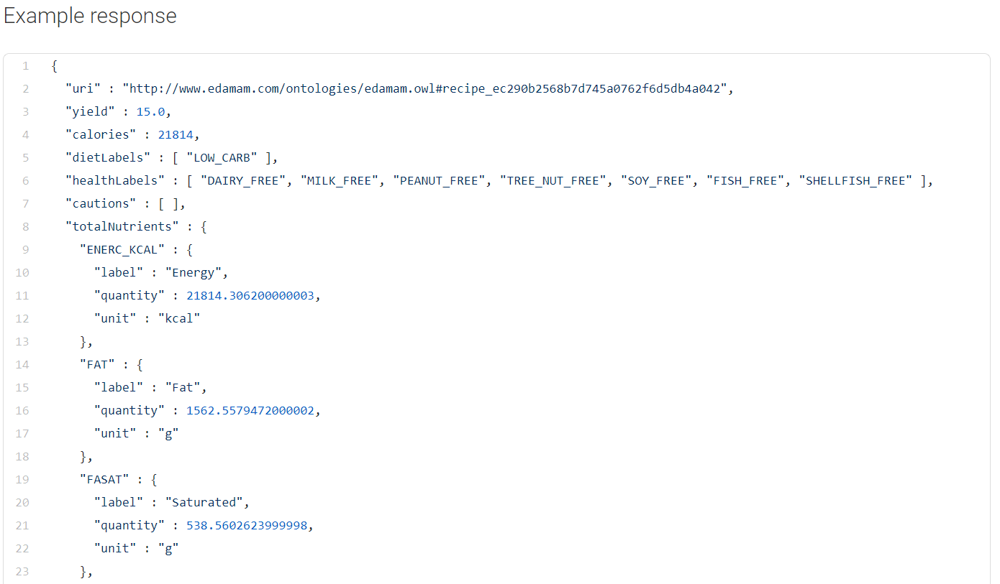 Example response
1 {
2 "uri" : "http://www.edamam.com/ontologies/edamam.owl#recipe_ec290b2568b7d745a0762f6d5db4a042",
3 "yield" : 15.0,
4 "calories" : 21814,
5 "dietLabels" : [ "LOW_CARB" ],
6 "healthLabels" : [ "DAIRY_FREE", "MILK_FREE", "PEANUT_FREE", "TREE_NUT_FREE", "SOY_FREE", "FISH_FREE", "SHELLFISH_FREE" ],
7 "cautions" : [ ],
8 "totalNutrients" : {
9 "ENERC_KCAL" : {
10 "label" : "Energy",
11 "quantity" : 21814.306200000003,
12 "unit" : "kcal"
13 },
14 "FAT" : {
15 "label" : "Fat",
16 "quantity" : 1562.5579472000002,
17 "unit" : "g"
18 },
19 "FASAT" : {
20 "label" : "Saturated",
21 "quantity" : 538.5602623999998,
22 "unit" : "g"
23 },